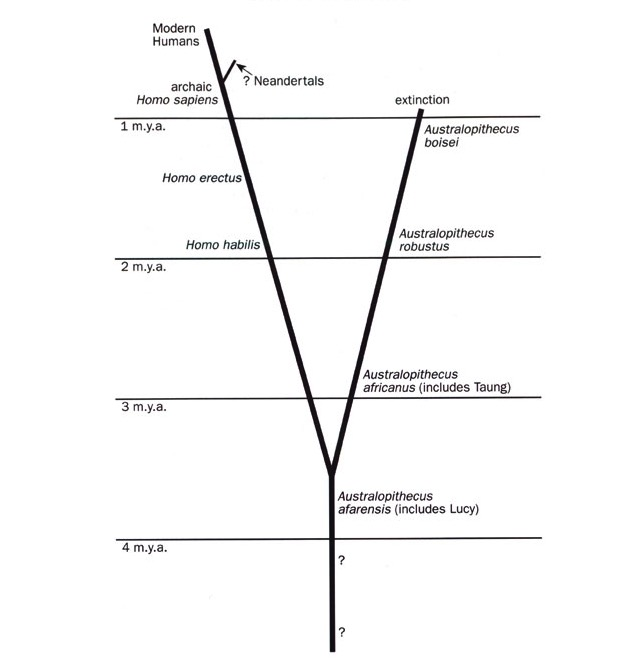 Modern
Humans
? Neandertals
archaic
Homo sapiens
extinction
1 m.y.a.
Australopithecus
boisei
Homo erectus
Australopithecus
robustus
Homo habilis
2 m.y.a.
Australopithecus
africanus (includes Taung)
3 m.y.a.
Australopithecus
afarensis (includes Lucy)
4 m.y.a.
?
?